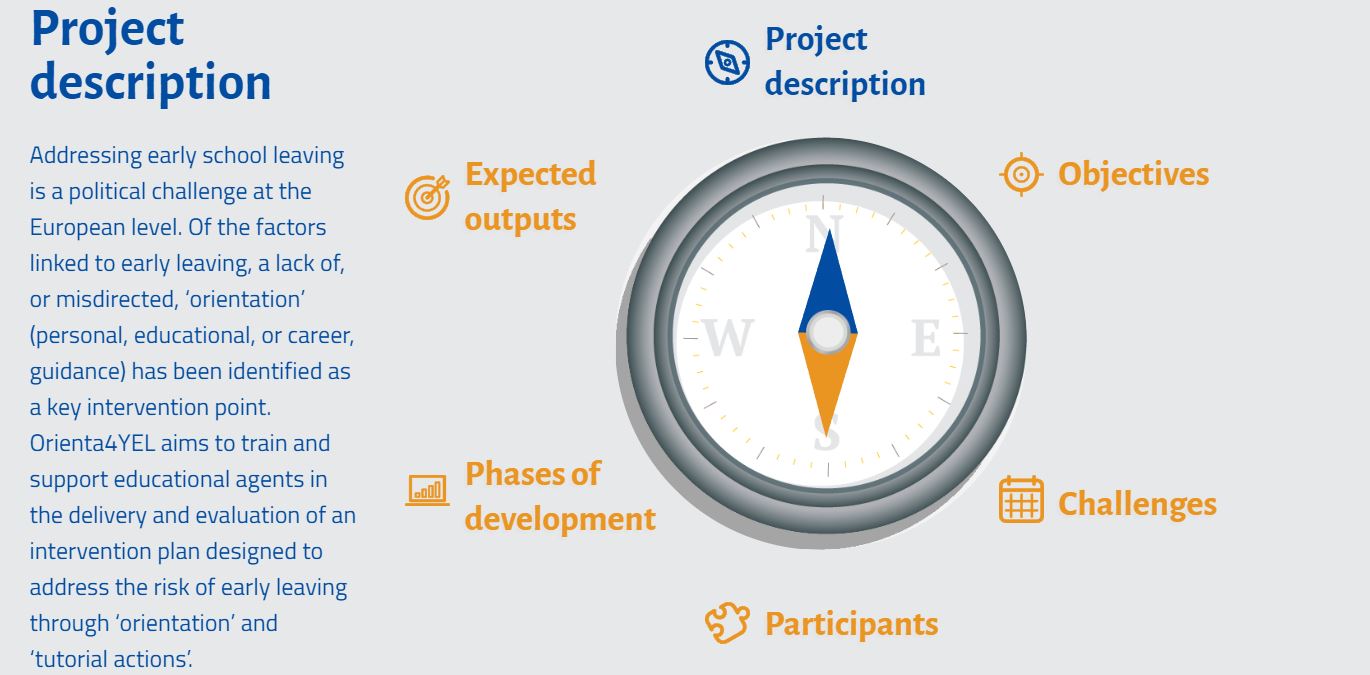 Project
description
Addressing early school leaving
is a political challenge at the
European level. Of the factors
linked to early leaving, a lack of,
or misdirected, ‘orientation’
(personal, educational, or career,
guidance) has been identified as
a key intervention point.
Orienta4YEL aims to train and
support educational agents in
the delivery and evaluation of an
intervention plan designed to
address the risk of early leaving
through ‘orientation’ and
‘tutorial actions’.
Project
description
Expected
outputs
Objectives
N
W
E
S
Phases of
development
Challenges
Participants